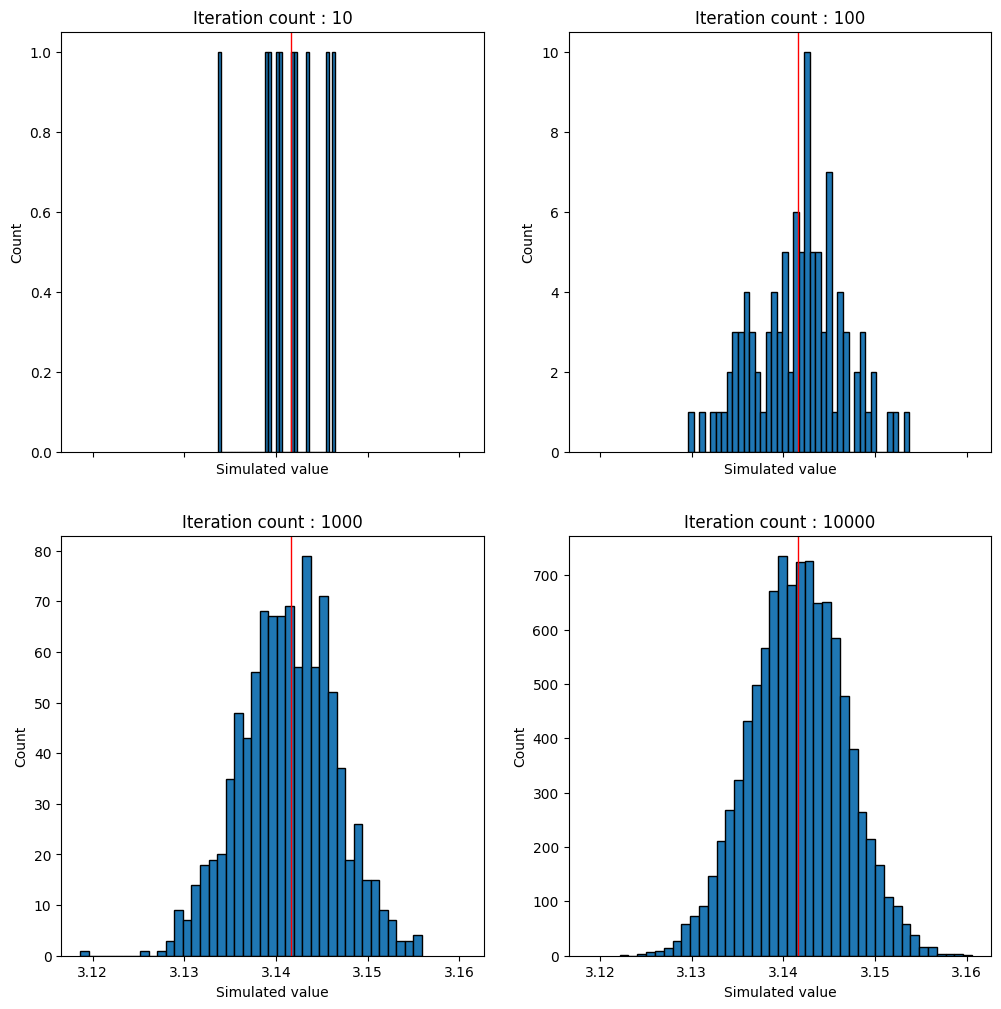 Iteration count : 10
1.0
0.8
0.6
0.4
0.2
0.0
Count
Simulated value
Iteration count : 100
10
8
6
4
2
0
Count
Simulated value
Iteration count : 1000
80
70
60
50
40
30
20
10
0
Count
3.12 3.13 3.14 3.15 3.16
Simulated value
Iteration count : 10000
700
600
500
400
300
200
100
0
Count
3.12 3.13 3.14 3.15 3.16
Simulated value